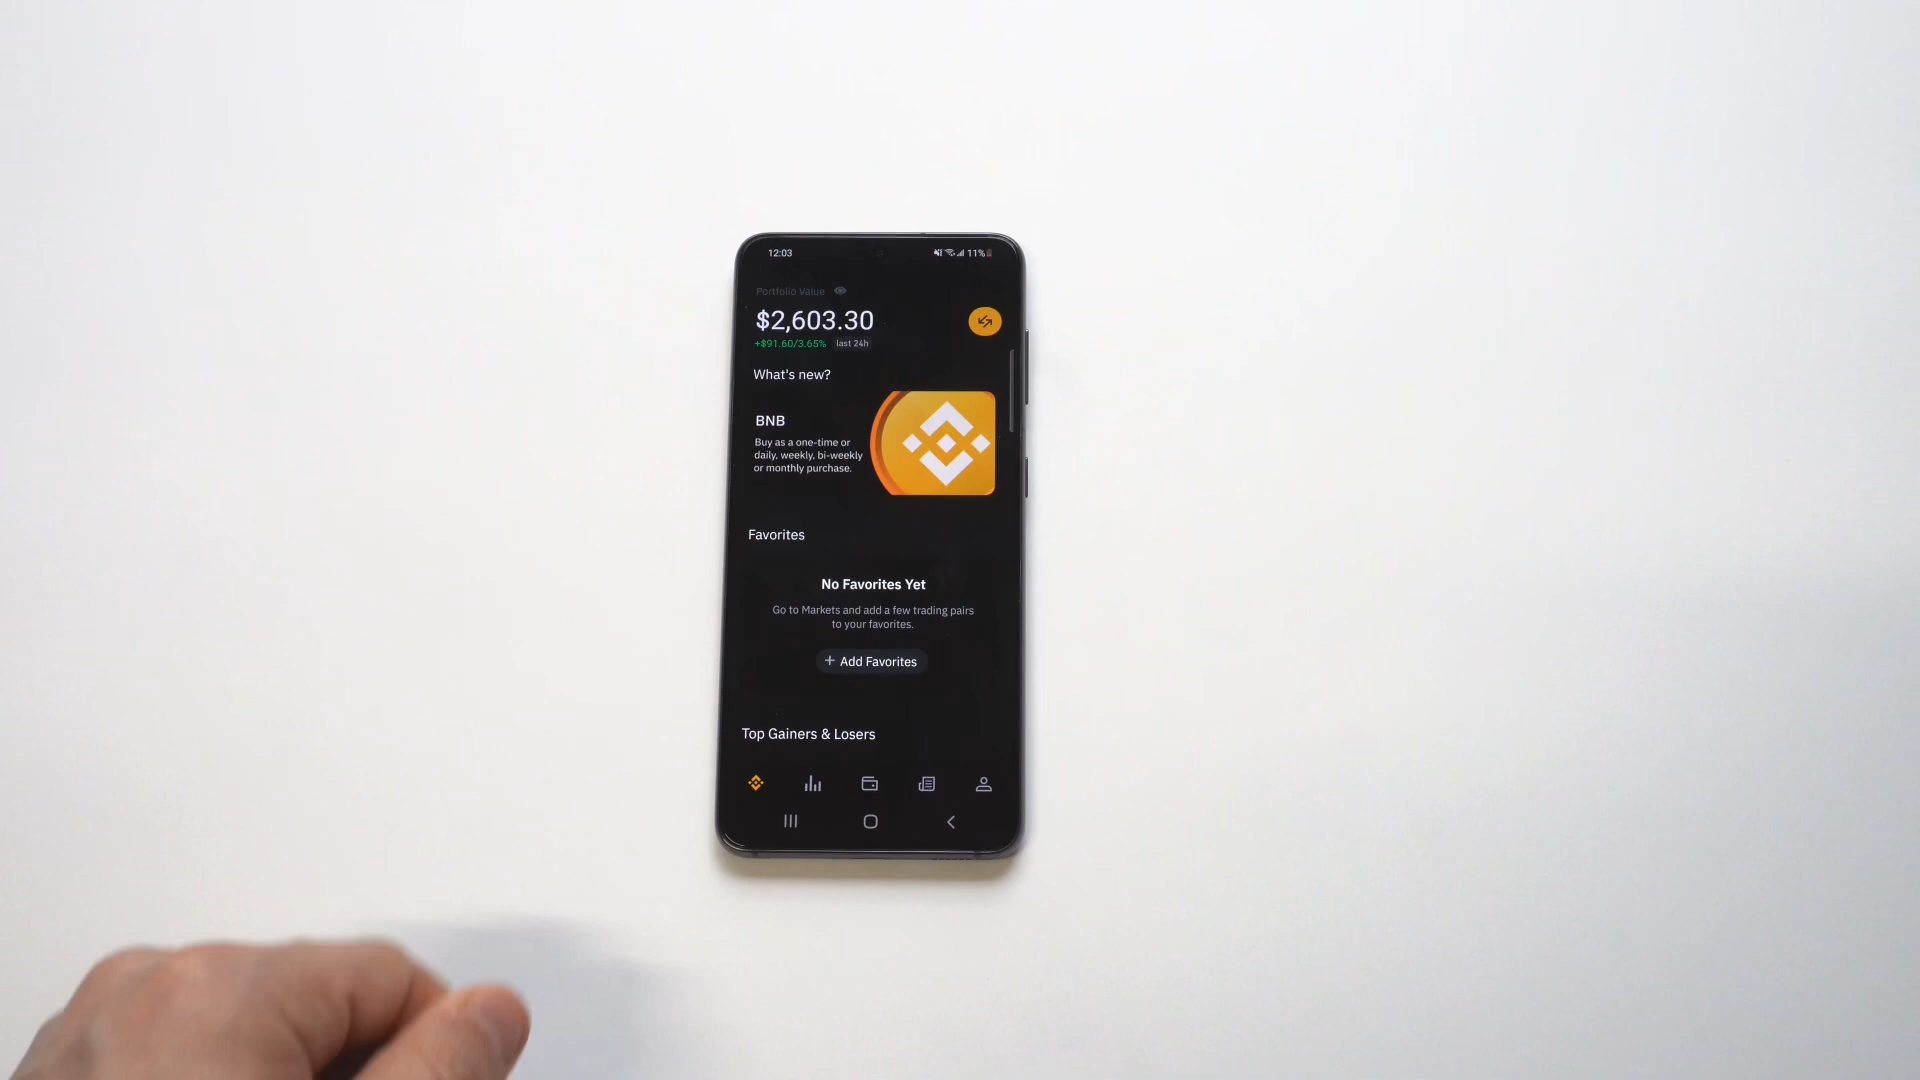 12:03
11%
Portfolio Value
$2,603.30
+$91.60/3.65% last 24h
What's new?
BNB
Buy as a one-time or
daily, weekly, bi-weekly
or monthly purchase.
Favorites
No Favorites Yet
Go to Markets and add a few trading pairs
to your favorites.
+ Add Favorites
Top Gainers & Losers